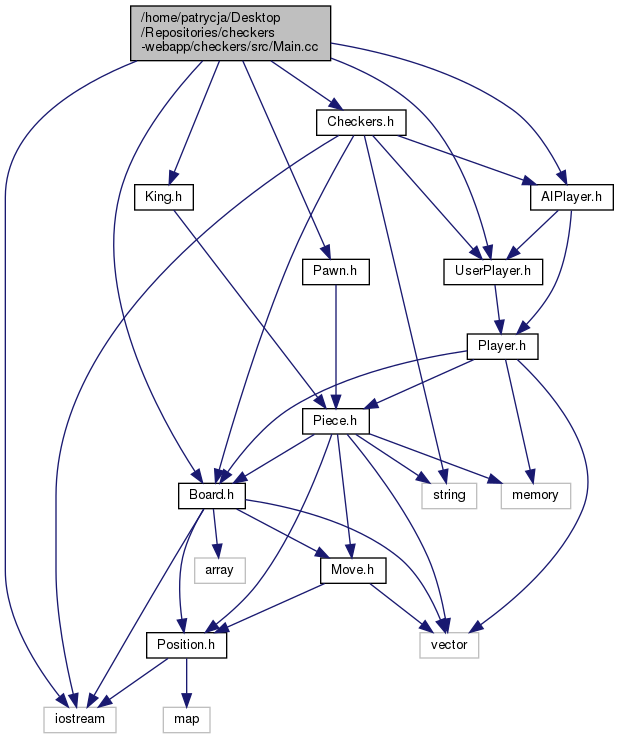 /home/patrycja/Desktop
/Repositories/checkers
-webapp/checkers/src/Main.cc
Checkers.h
King.h
AIPlayer.h
Pawn.h
UserPlayer.h
Player.h
Piece.h
Board.h
string
memory
array
Move.h
Position.h
vector
iostream
map